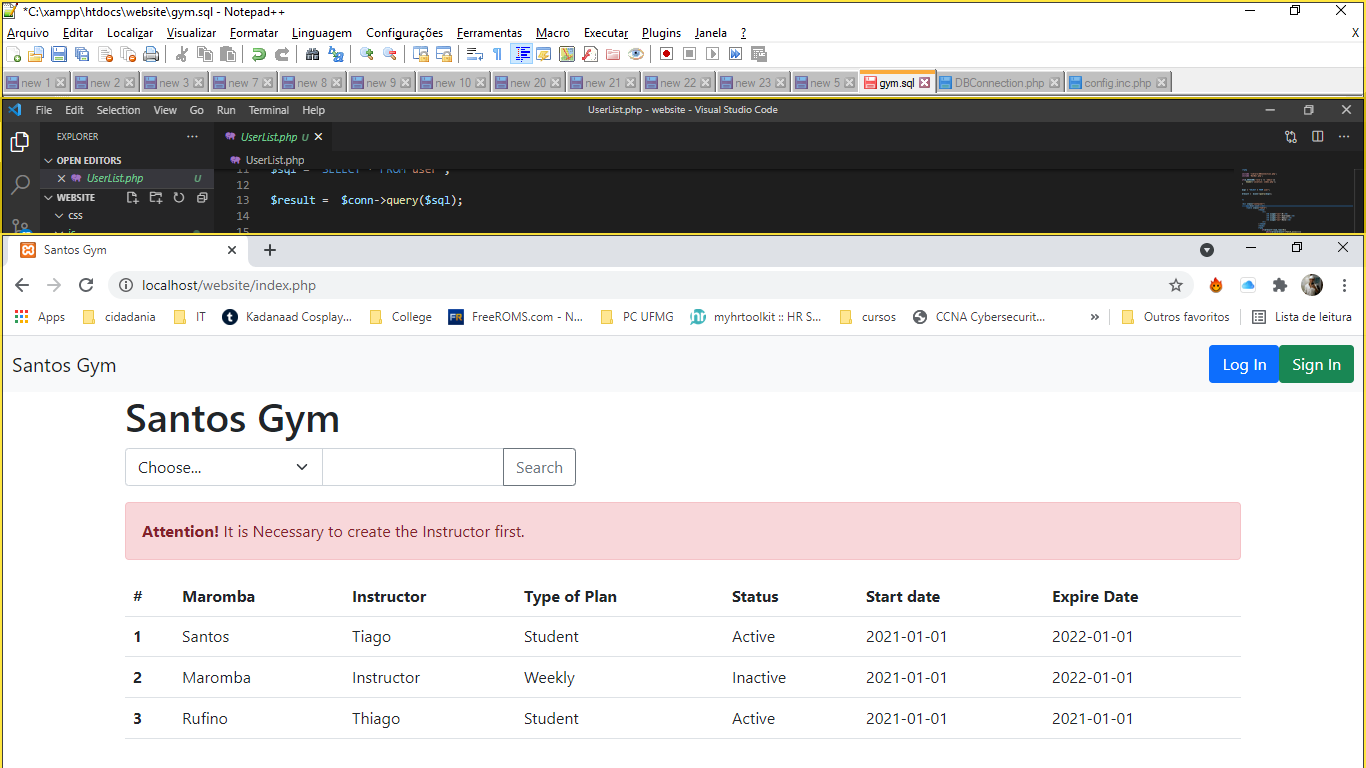 *C:\xampp\htdocs\website\gym.sql - Notepad++
Arquivo Editar Localizar Visualizar Formatar Linguagem Configurações Ferramentas Macro Executar Plugins Janela ? X
new 1 new 2 new 3 new 7 new 8 new 9 new 10 new 20 new 21 new 22 new 23 new 5 gym.sql DBConnection.php config.inc.php
File Edit Selection View Go Run Terminal Help UserList.php - website - Visual Studio Code
EXPLORER ··· UserList.php U
OPEN EDITORS UserList.php
UserList.php U 11 $sql = "SELECT * FROM user";
WEBSITE 12
13 $result = $conn->query($sql);
css 14
js 15
Santos Gym
localhost/website/index.php
Apps cidadania IT Kadanaad Cosplay... College FreeROMS.com - N... PC UFMG myhrtoolkit :: HR S... cursos CCNA Cybersecurit... » Outros favoritos Lista de leitura
Santos Gym Log In Sign In
Santos Gym
Choose... Search
Attention! It is Necessary to create the Instructor first.
# Maromba Instructor Type of Plan Status Start date Expire Date
1 Santos Tiago Student Active 2021-01-01 2022-01-01
2 Maromba Instructor Weekly Inactive 2021-01-01 2022-01-01
3 Rufino Thiago Student Active 2021-01-01 2021-01-01